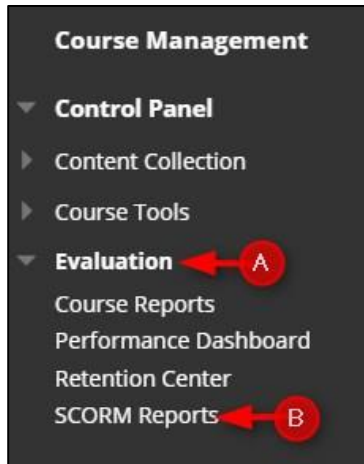 Course Management
Control Panel
Content Collection
Course Tools
Evaluation A
Course Reports
Performance Dashboard
Retention Center
SCORM Reports B